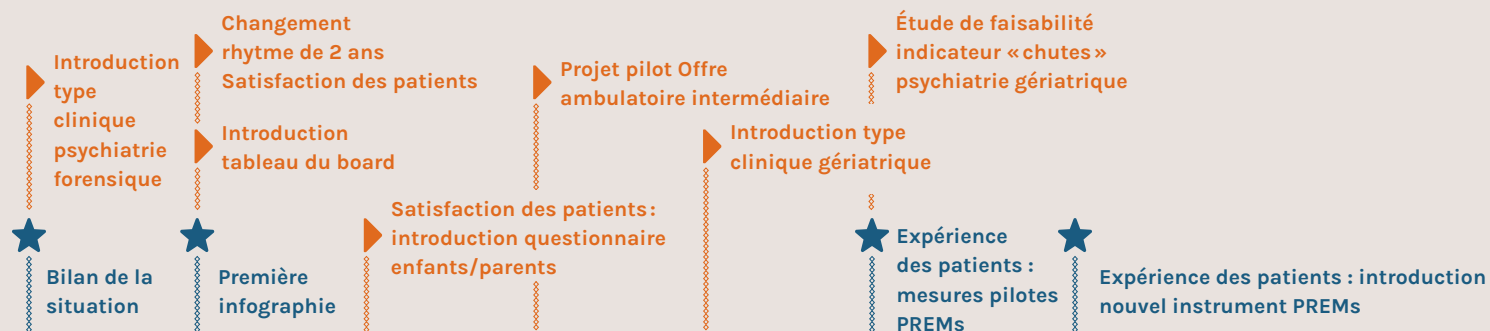 Introduction
type
clinique
psychiatrie
forensique
Changement
rhytme de 2 ans
Satisfaction des patients
Introduction
tableau du board
Satisfaction des patients :
introduction questionnaire
enfants/parents
Projet pilot Offre
ambulatoire intermédiaire
Introduction type
clinique gériatrique
Étude de faisabilité
indicateur « chutes »
psychiatrie gériatrique
Bilan de la
situation
Première
infographie
Expérience
des patients :
mesures pilotes
PREMs
Expérience des patients : introduction
nouvel instrument PREMs